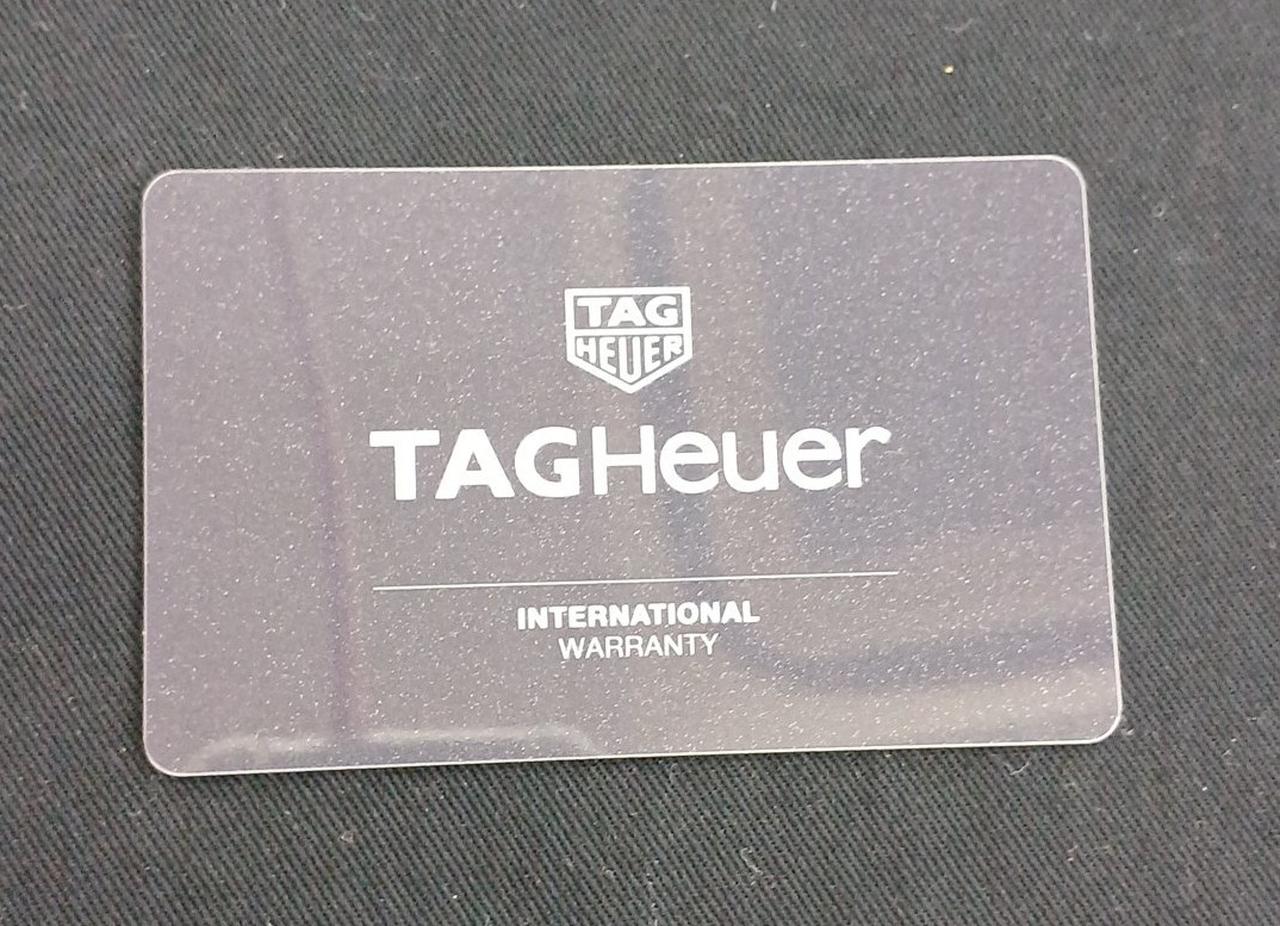 TAG
HEUER
TAGHeuer
INTERNATIONAL
WARRANTY